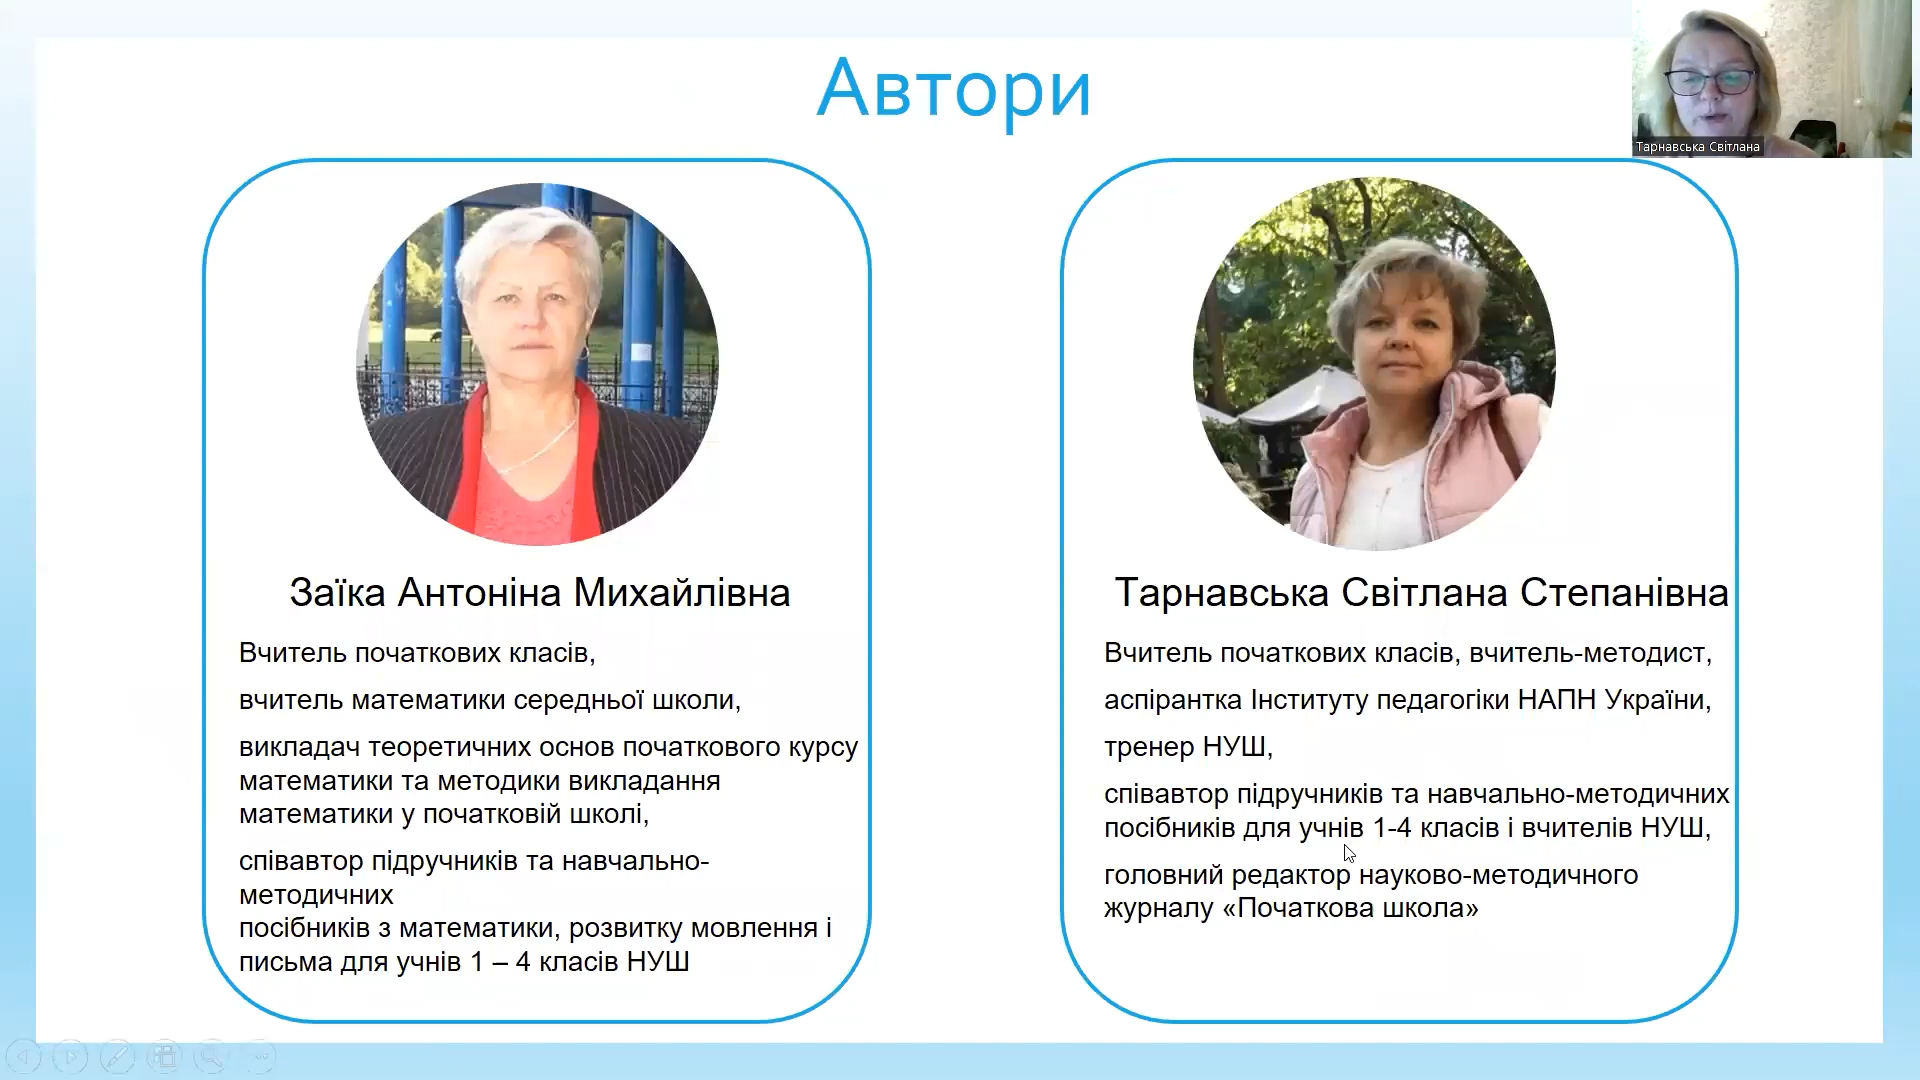 Автори
Тарнавська Світлана
Заїка Антоніна Михайлівна
Вчитель початкових класів,
вчитель математики середньої школи,
викладач теоретичних основ початкового курсу
математики та методики викладання
математики у початковій школі,
співавтор підручників та навчально-
методичних
посібників з математики, розвитку мовлення і
письма для учнів 1 – 4 класів НУШ
Тарнавська Світлана Степанівна
Вчитель початкових класів, вчитель-методист,
аспірантка Інституту педагогіки НАПН України,
тренер НУШ,
співавтор підручників та навчально-методичних
посібників для учнів 1-4 класів і вчителів НУШ,
головний редактор науково-методичного
журналу «Початкова школа»